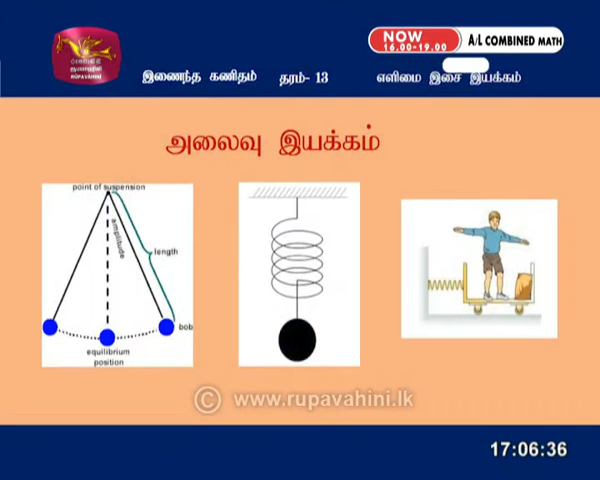 RUPAVAHINI
NOW
16.00-19.00
A/L COMBINED MATH
இணைந்த கணிதம் தரம்- 13 எளிமை இசை இயக்கம்
அலைவு இயக்கம்
point of suspension
amplitude
length
bob
equilibrium
position
© www.rupavahini.lk
17:06:36